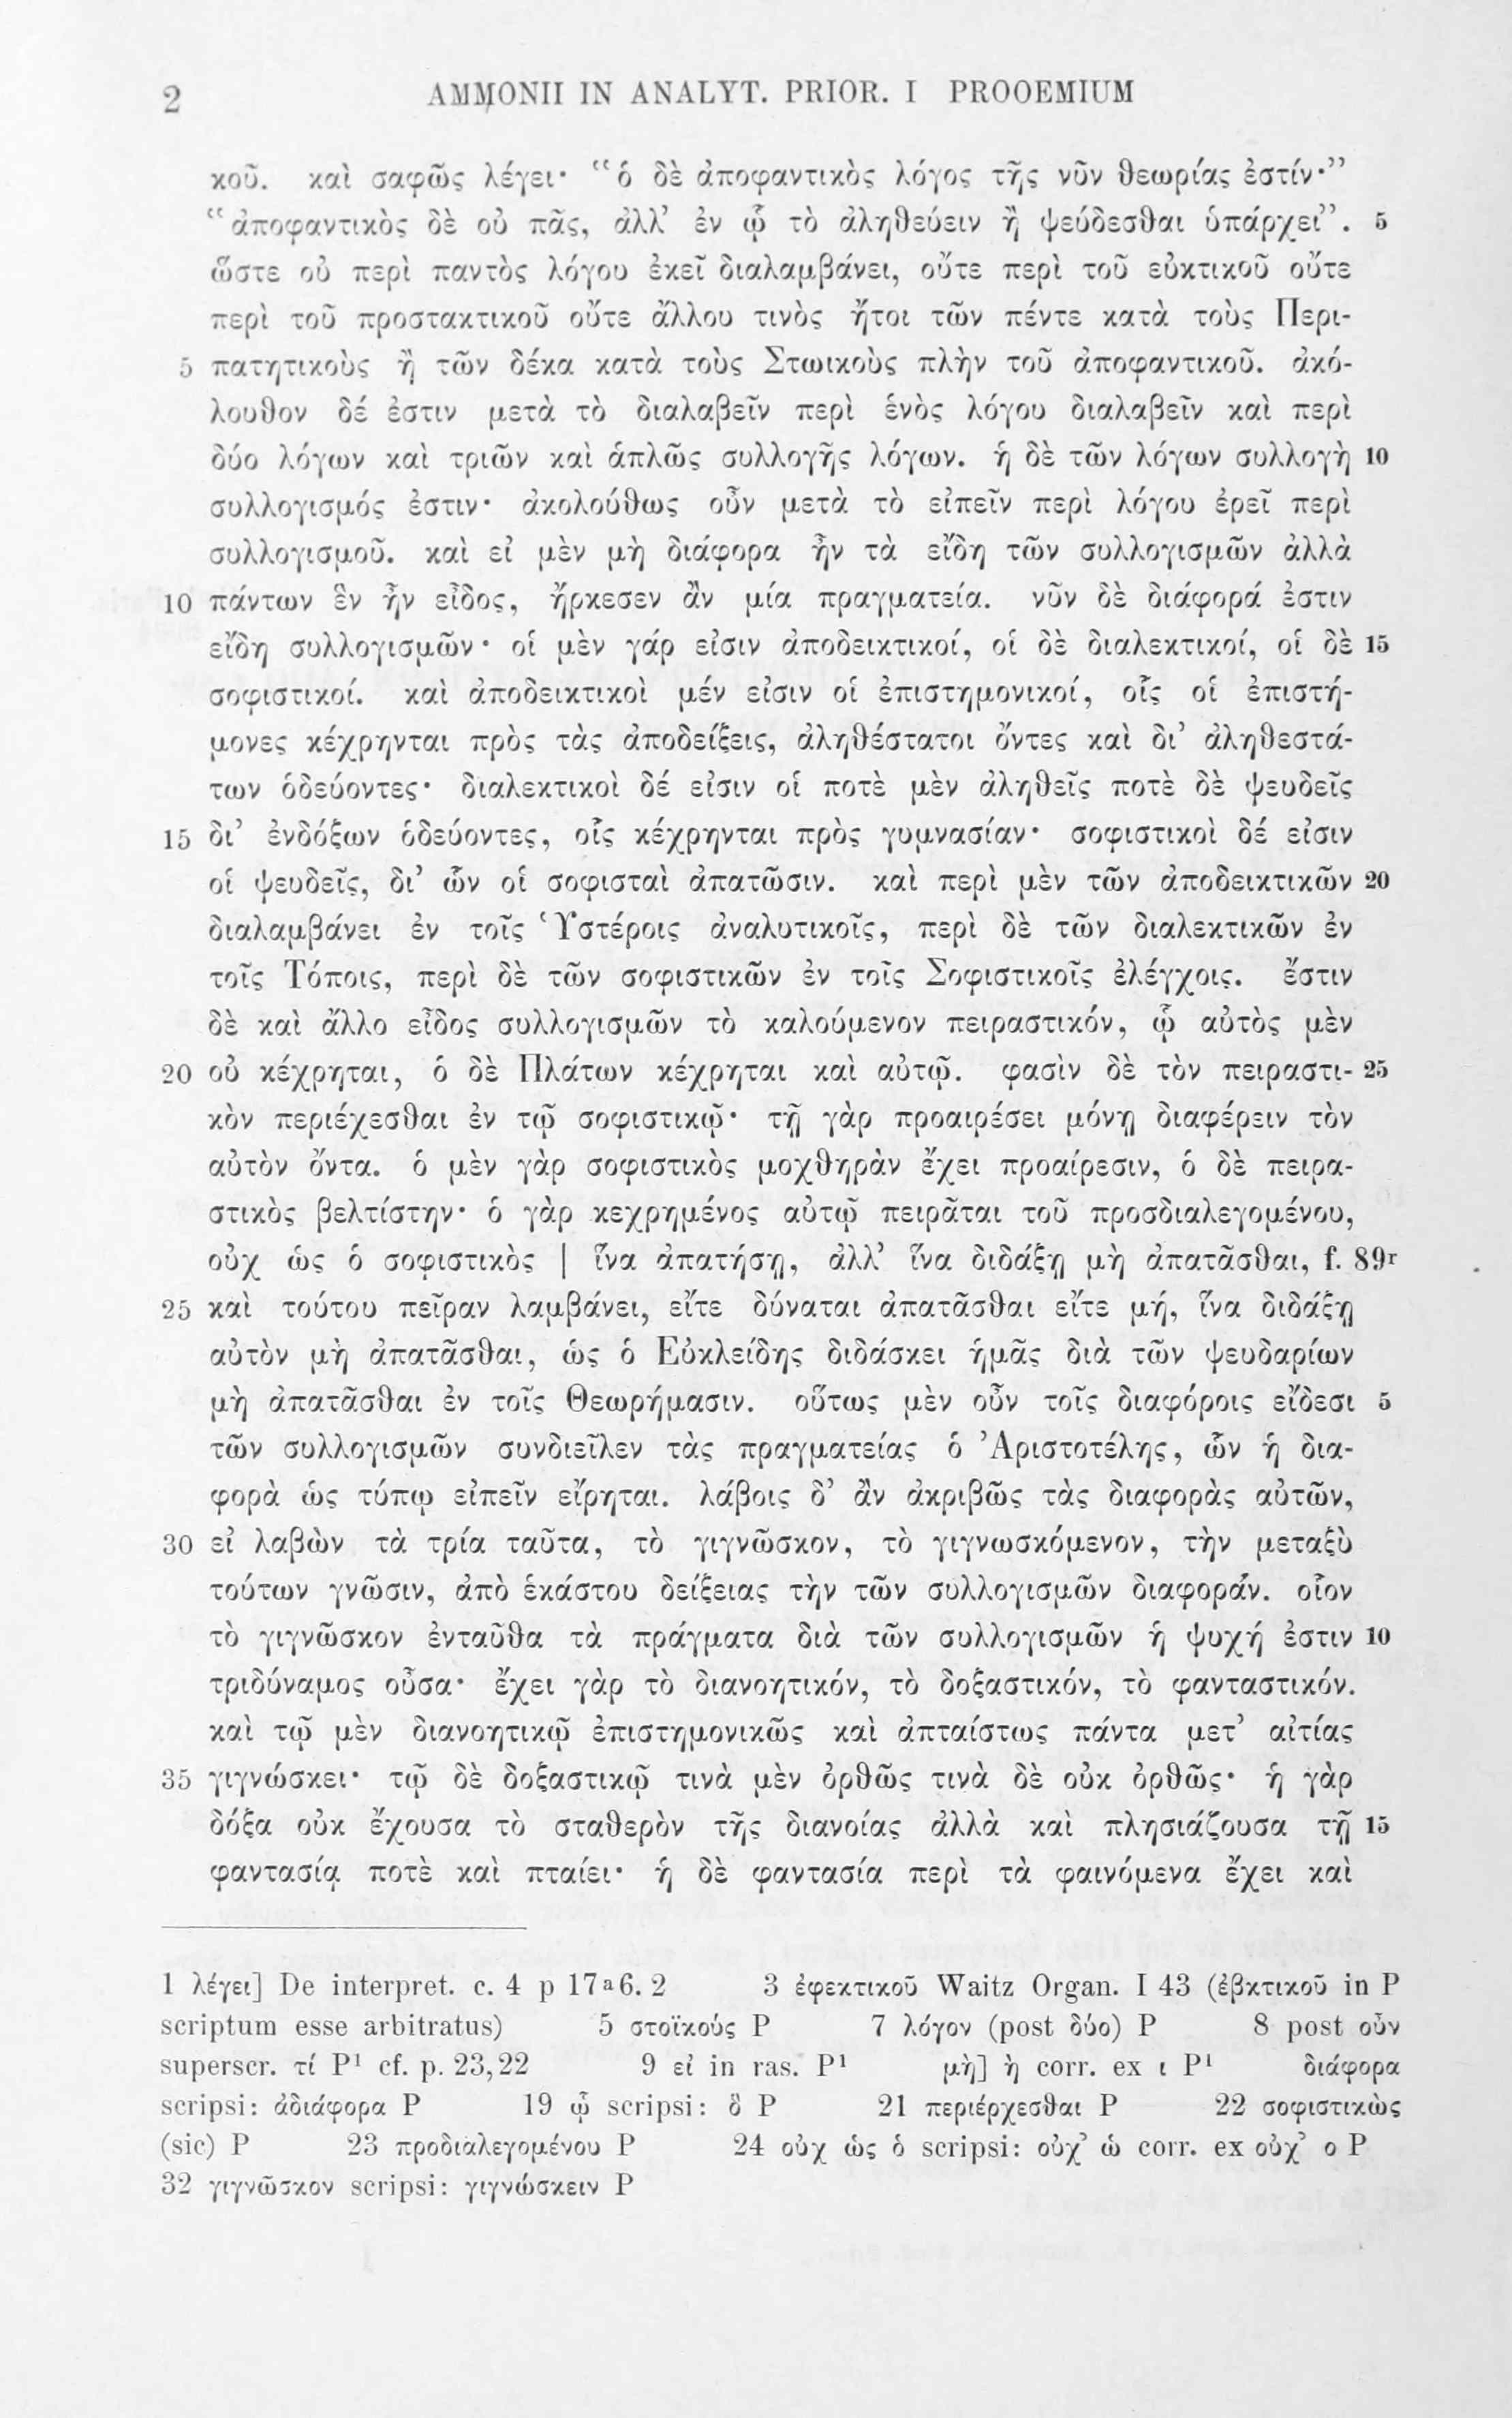 2 AMMONII IN ANALYT. PRIOR. I PROOEMIUM
κοῦ. καὶ σαφῶς λέγει· “ὁ δὲ ἀποφαντικὸς λόγος τῆς νῦν θεωρίας ἐστίν·”
“ἀποφαντικὸς δὲ οὐ πᾶς, ἀλλ’ ἐν ᾧ τὸ ἀληθεύειν ἢ ψεύδεσθαι ὑπάρχει”. 5
ὥστε οὐ περὶ παντὸς λόγου ἐκεῖ διαλαμβάνει, οὔτε περὶ τοῦ εὐκτικοῦ οὔτε
περὶ τοῦ προστακτικοῦ οὔτε ἄλλου τινὸς ἤτοι τῶν πέντε κατὰ τοὺς Περι-
5 πατητικοὺς ἢ τῶν δέκα κατὰ τοὺς Στωικοὺς πλὴν τοῦ ἀποφαντικοῦ. ἀκό-
λουθον δέ ἐστιν μετὰ τὸ διαλαβεῖν περὶ ἑνὸς λόγου διαλαβεῖν καὶ περὶ
δύο λόγων καὶ τριῶν καὶ ἁπλῶς συλλογῆς λόγων. ἡ δὲ τῶν λόγων συλλογὴ 10
συλλογισμός ἐστιν· ἀκολούθως οὖν μετὰ τὸ εἰπεῖν περὶ λόγου ἐρεῖ περὶ
συλλογισμοῦ. καὶ εἰ μὲν μὴ διάφορα ἦν τὰ εἴδη τῶν συλλογισμῶν ἀλλὰ
10 πάντων ἓν ἦν εἶδος, ἤρκεσεν ἂν μία πραγματεία. νῦν δὲ διάφορά ἐστιν
εἴδη συλλογισμῶν· οἱ μὲν γάρ εἰσιν ἀποδεικτικοί, οἱ δὲ διαλεκτικοί, οἱ δὲ 15
σοφιστικοί. καὶ ἀποδεικτικοὶ μέν εἰσιν οἱ ἐπιστημονικοί, οἷς οἱ ἐπιστή-
μονες κέχρηνται πρὸς τὰς ἀποδείξεις, ἀληθέστατοι ὄντες καὶ δι’ ἀληθεστά-
των ὁδεύοντες· διαλεκτικοὶ δέ εἰσιν οἱ ποτὲ μὲν ἀληθεῖς ποτὲ δὲ ψευδεῖς
15 δι’ ἐνδόξων ὁδεύοντες, οἷς κέχρηνται πρὸς γυμνασίαν· σοφιστικοὶ δέ εἰσιν
οἱ ψευδεῖς, δι’ ὧν οἱ σοφισταὶ ἀπατῶσιν. καὶ περὶ μὲν τῶν ἀποδεικτικῶν 20
διαλαμβάνει ἐν τοῖς Ὑστέροις ἀναλυτικοῖς, περὶ δὲ τῶν διαλεκτικῶν ἐν
τοῖς Τόποις, περὶ δὲ τῶν σοφιστικῶν ἐν τοῖς Σοφιστικοῖς ἐλέγχοις. ἔστιν
δὲ καὶ ἄλλο εἶδος συλλογισμῶν τὸ καλούμενον πειραστικόν, ᾧ αὐτὸς μὲν
20 οὐ κέχρηται, ὁ δὲ Πλάτων κέχρηται καὶ αὐτῷ. φασὶν δὲ τὸν πειραστι- 25
κὸν περιέχεσθαι ἐν τῷ σοφιστικῷ· τῇ γὰρ προαιρέσει μόνῃ διαφέρειν τὸν
αὐτὸν ὄντα. ὁ μὲν γὰρ σοφιστικὸς μοχθηρὰν ἔχει προαίρεσιν, ὁ δὲ πειρα-
στικὸς βελτίστην· ὁ γὰρ κεχρημένος αὐτῷ πειρᾶται τοῦ προσδιαλεγομένου,
οὐχ ὡς ὁ σοφιστικὸς | ἵνα ἀπατήσῃ, ἀλλ’ ἵνα διδάξῃ μὴ ἀπατᾶσθαι, f. 89r
25 καὶ τούτου πεῖραν λαμβάνει, εἴτε δύναται ἀπατᾶσθαι εἴτε μή, ἵνα διδάξῃ
αὐτὸν μὴ ἀπατᾶσθαι, ὡς ὁ Εὐκλείδης διδάσκει ἡμᾶς διὰ τῶν ψευδαρίων
μὴ ἀπατᾶσθαι ἐν τοῖς Θεωρήμασιν. οὕτως μὲν οὖν τοῖς διαφόροις εἴδεσι 5
τῶν συλλογισμῶν συνδιεῖλεν τὰς πραγματείας ὁ Ἀριστοτέλης, ὧν ἡ δια-
φορὰ ὡς τύπῳ εἰπεῖν εἴρηται. λάβοις δ’ ἂν ἀκριβῶς τὰς διαφορὰς αὐτῶν,
30 εἰ λαβὼν τὰ τρία ταῦτα, τὸ γιγνῶσκον, τὸ γιγνωσκόμενον, τὴν μεταξὺ
τούτων γνῶσιν, ἀπὸ ἑκάστου δείξειας τὴν τῶν συλλογισμῶν διαφοράν. οἷον
τὸ γιγνῶσκον ἐνταῦθα τὰ πράγματα διὰ τῶν συλλογισμῶν ἡ ψυχή ἐστιν 10
τριδύναμος οὖσα· ἔχει γὰρ τὸ διανοητικόν, τὸ δοξαστικόν, τὸ φανταστικόν.
καὶ τῷ μὲν διανοητικῷ ἐπιστημονικῶς καὶ ἀπταίστως πάντα μετ’ αἰτίας
35 γιγνώσκει· τῷ δὲ δοξαστικῷ τινὰ μὲν ὀρθῶς τινὰ δὲ οὐκ ὀρθῶς· ἡ γὰρ
δόξα οὐκ ἔχουσα τὸ σταθερὸν τῆς διανοίας ἀλλὰ καὶ πλησιάζουσα τῇ 15
φαντασίᾳ ποτὲ καὶ πταίει· ἡ δὲ φαντασία περὶ τὰ φαινόμενα ἔχει καὶ
1 λέγει] De interpret. c. 4 p 17a6. 2 3 ἐφεκτικοῦ Waitz Organ. I 43 (ἐβκτικοῦ in P
scriptum esse arbitratus) 5 στοϊκούς P 7 λόγον (post δύο) P 8 post οὖν
superscr. τί P1 cf. p. 23,22 9 εἰ in ras. P1 μὴ] ἡ corr. ex ι P1 διάφορα
scripsi: ἀδιάφορα P 19 ᾧ scripsi: ὃ P 21 περιέρχεσθαι P 22 σοφιστικὼς
(sic) P 23 προδιαλεγομένου P 24 οὐχ ὡς ὁ scripsi: οὐχ’ ὡ corr. ex οὐχ’ ο P
32 γιγνῶσκον scripsi: γιγνώσκειν P